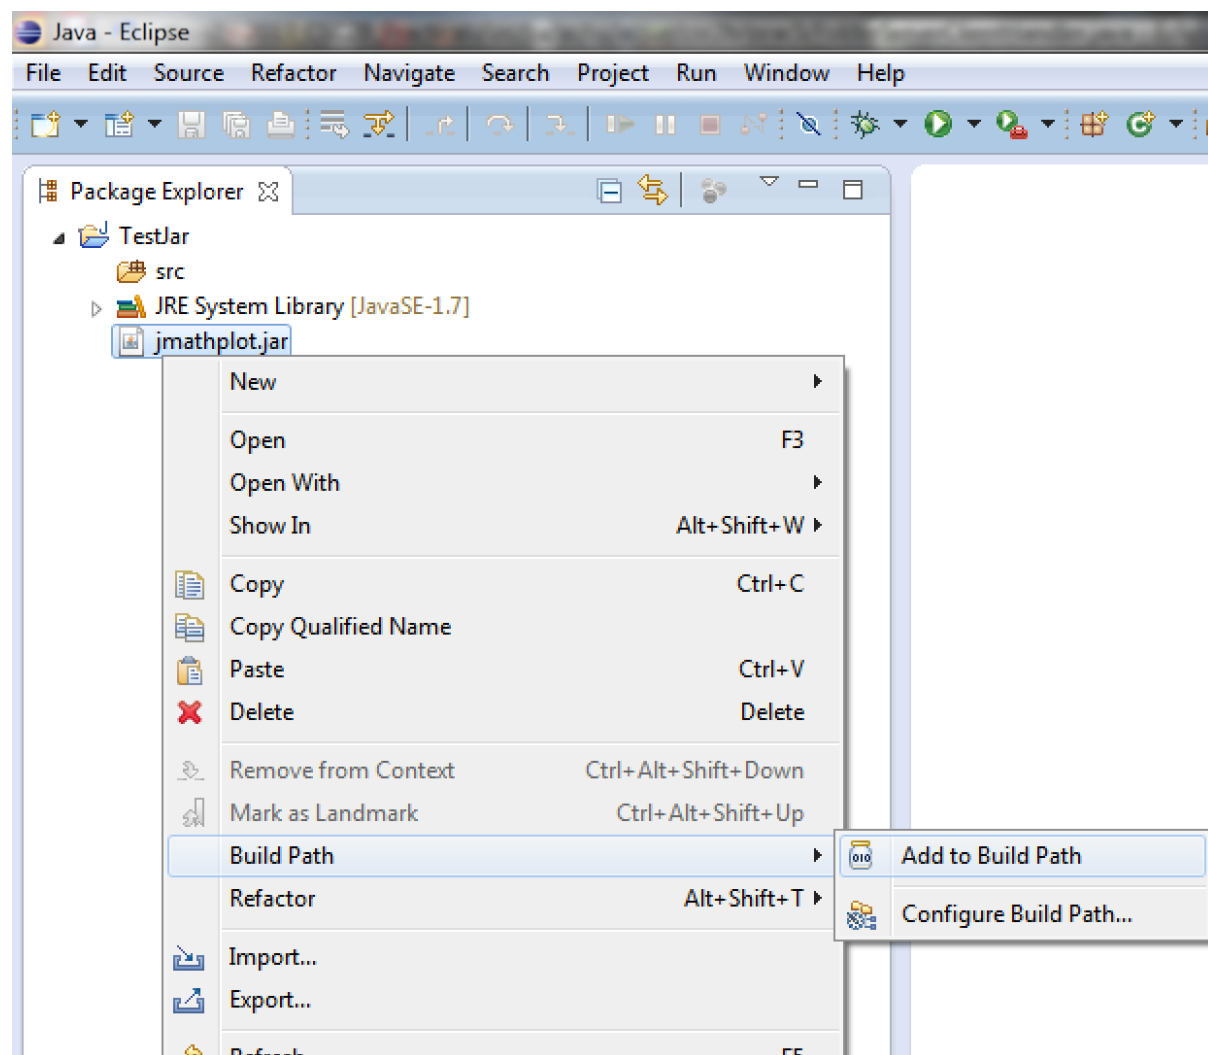 Java - Eclipse
File Edit Source Refactor Navigate Search Project Run Window Help
Package Explorer
TestJar
src
JRE System Library [JavaSE-1.7]
jmathplot.jar
New
Open F3
Open With
Show In Alt+Shift+W
Copy Ctrl+C
Copy Qualified Name
Paste Ctrl+V
Delete Delete
Remove from Context Ctrl+Alt+Shift+Down
Mark as Landmark Ctrl+Alt+Shift+Up
Build Path
Add to Build Path
Refactor Alt+Shift+T
Configure Build Path...
Import...
Export...
Refresh F5